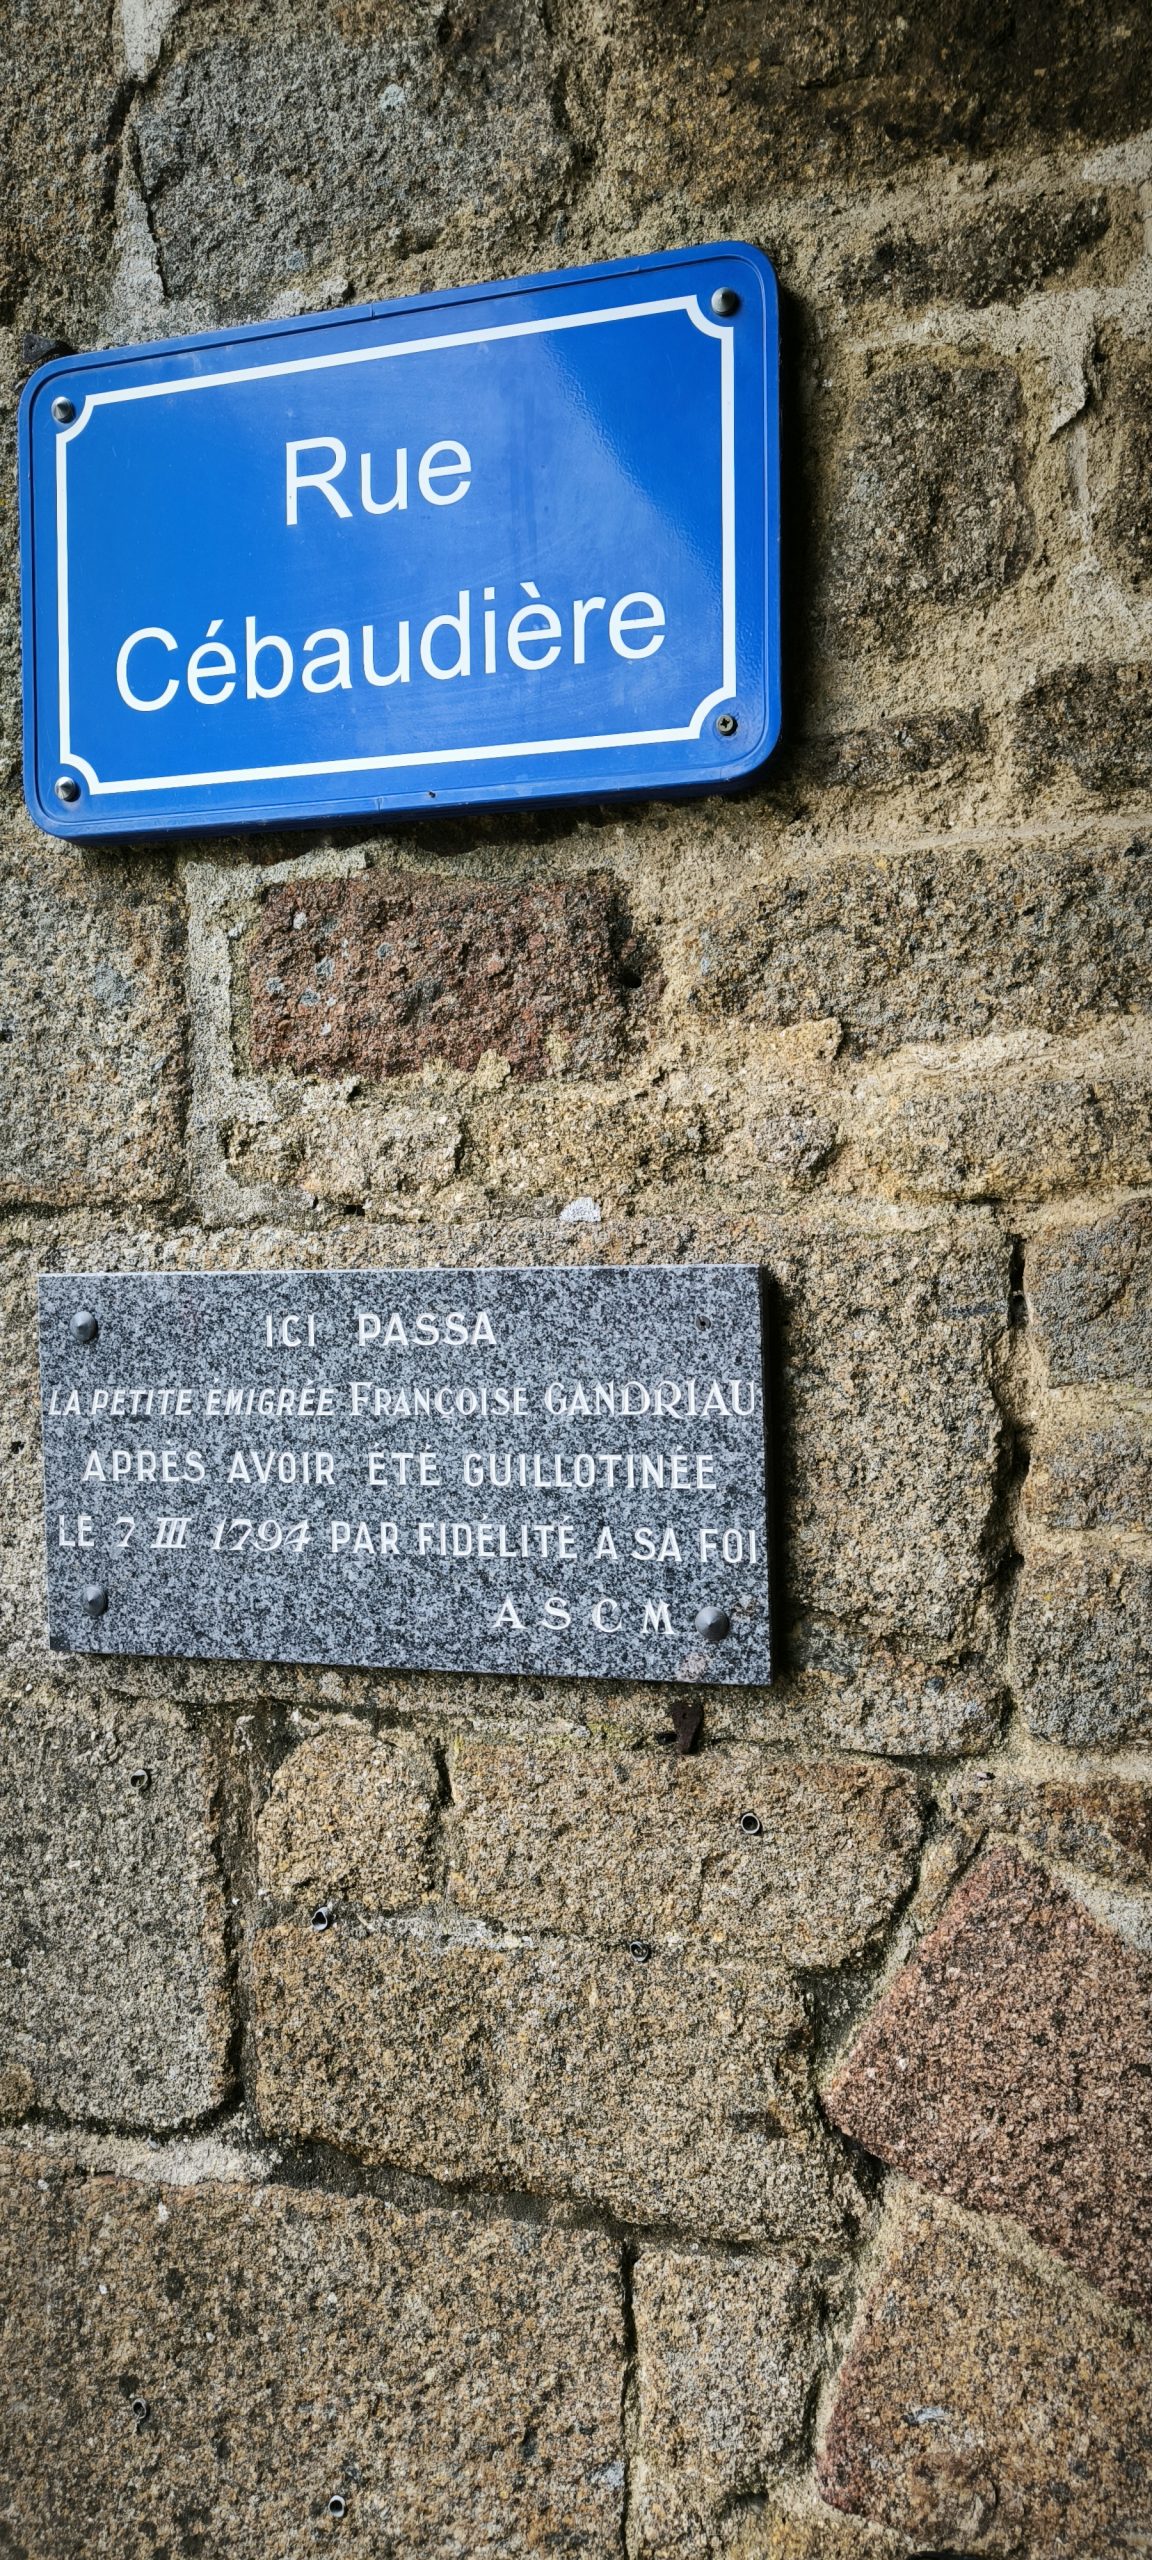 Rue
Cébaudière
ICI PASSA
LA PETITE ÉMIGRÉE FRANÇOISE GANDRIAU
APRES AVOIR ÉTÉ GUILLOTINÉE
LE 7 III 1794 PAR FIDÉLITÉ A SA FOI
A S C M